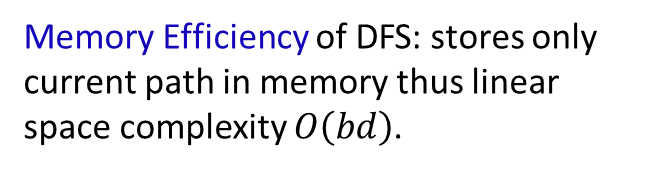 Memory Efficiency of DFS: stores only
current path in memory thus linear
space complexity O(bd).